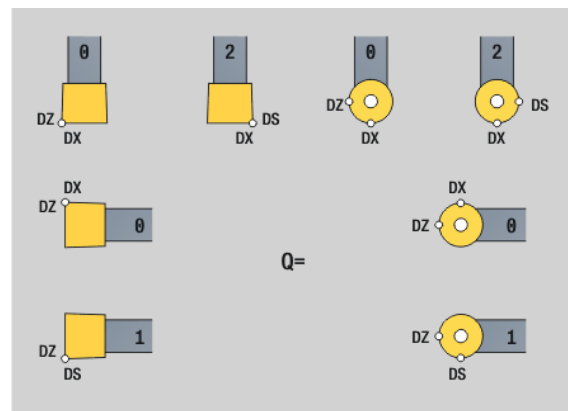 0 2 0 2
DZ DS DZ DS
DX DX DX DX
DX DX
DZ 0 DZ 0
Q=
DZ 1 DZ 1
DS DS